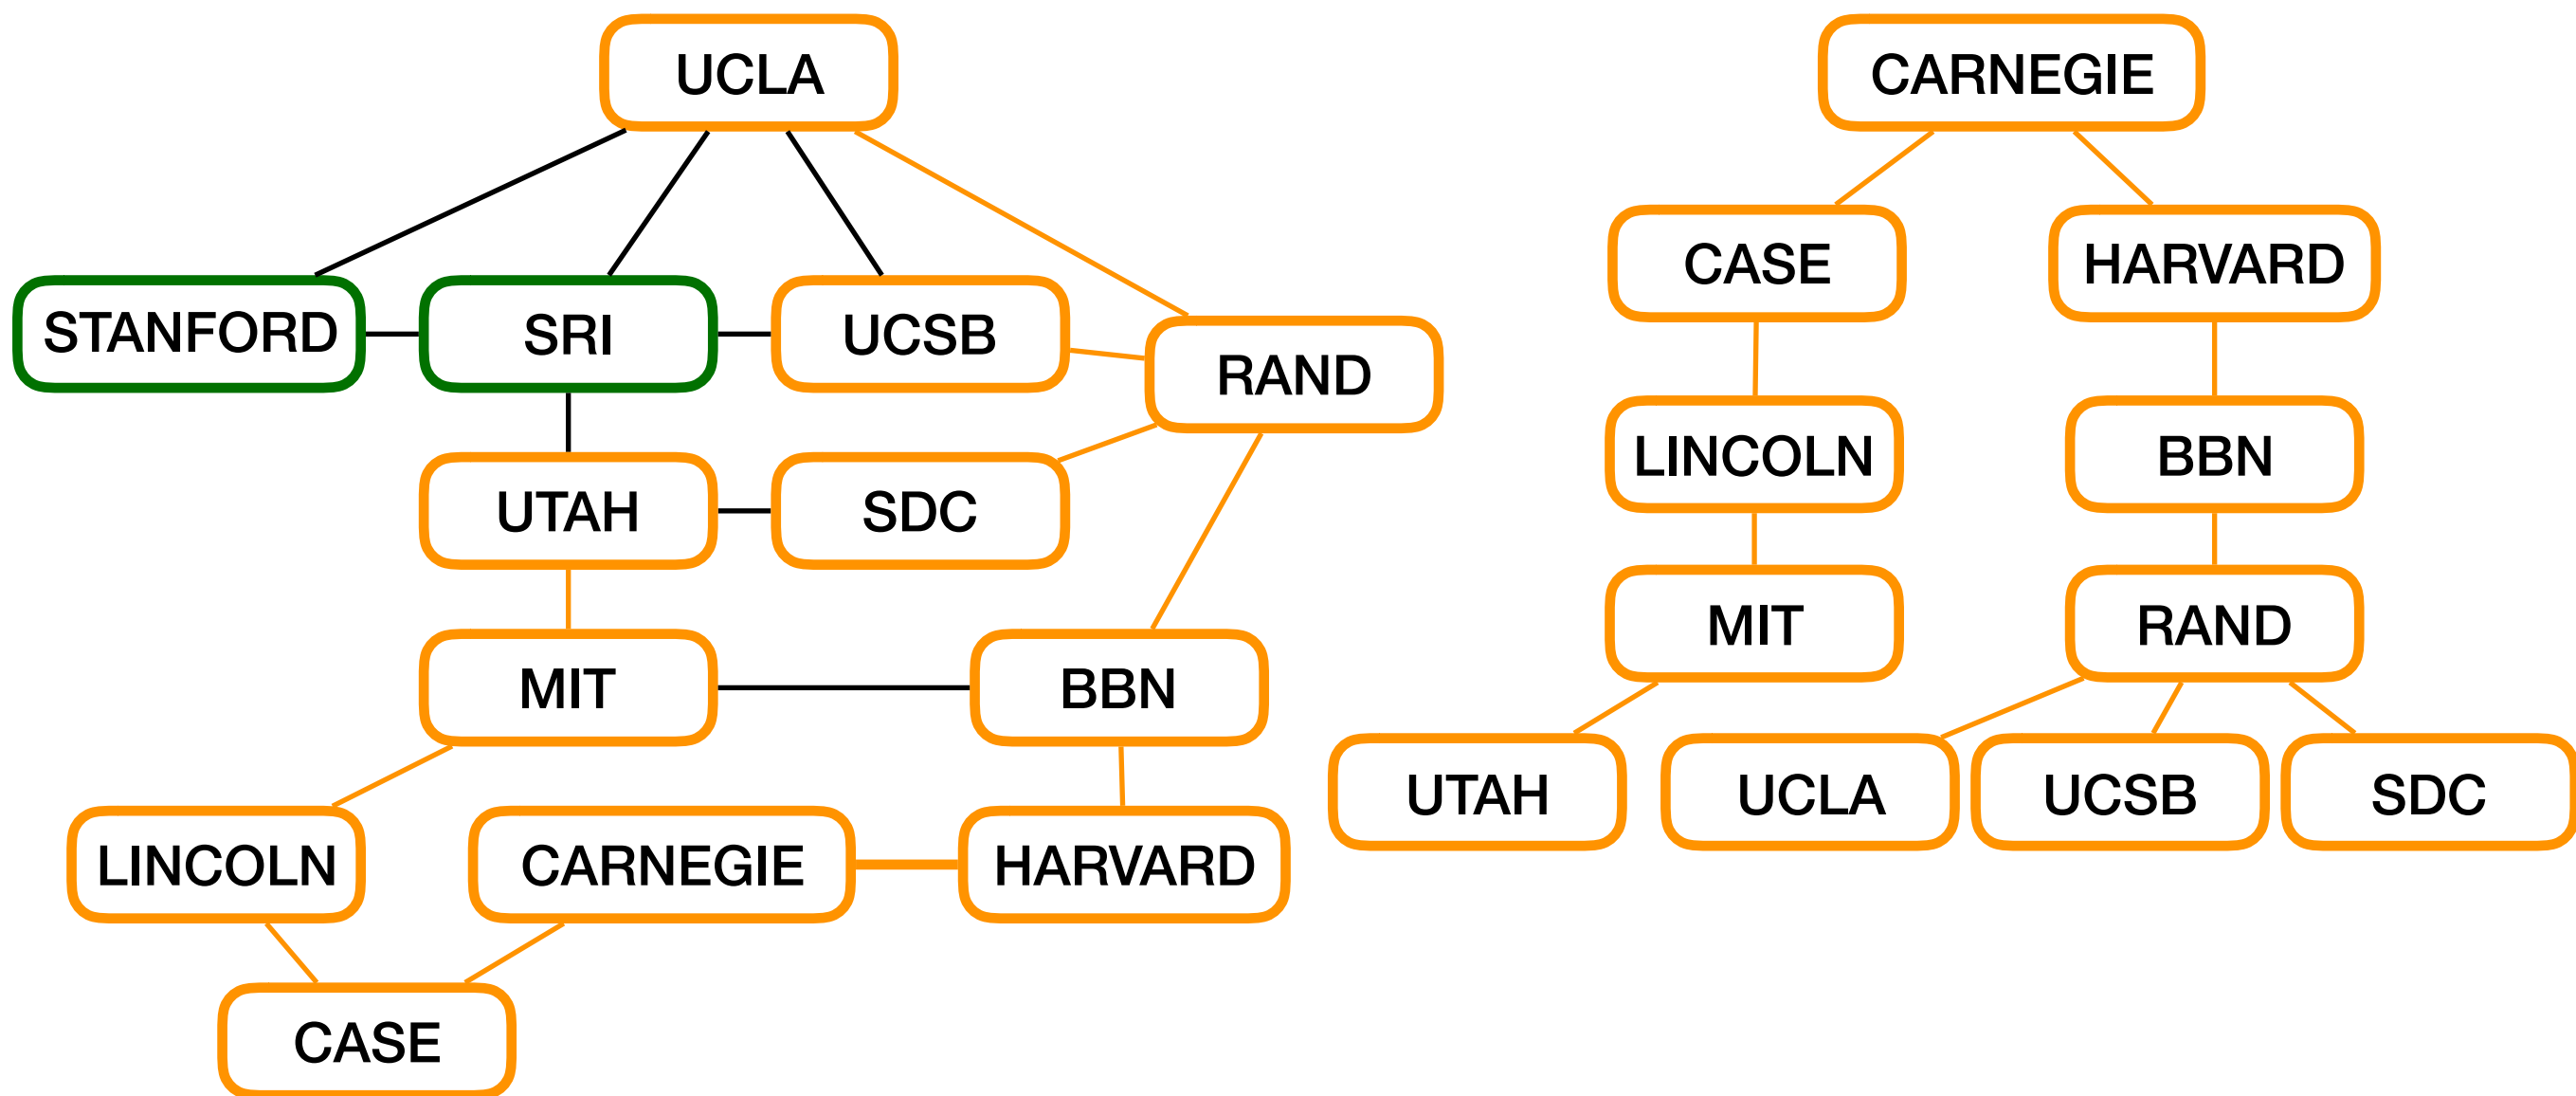 UCLA
STANFORD
SRI
UCSB
RAND
UTAH
SDC
MIT
BBN
LINCOLN
CARNEGIE
HARVARD
CASE
CARNEGIE
CASE
HARVARD
LINCOLN
BBN
MIT
RAND
UTAH
UCLA
UCSB
SDC